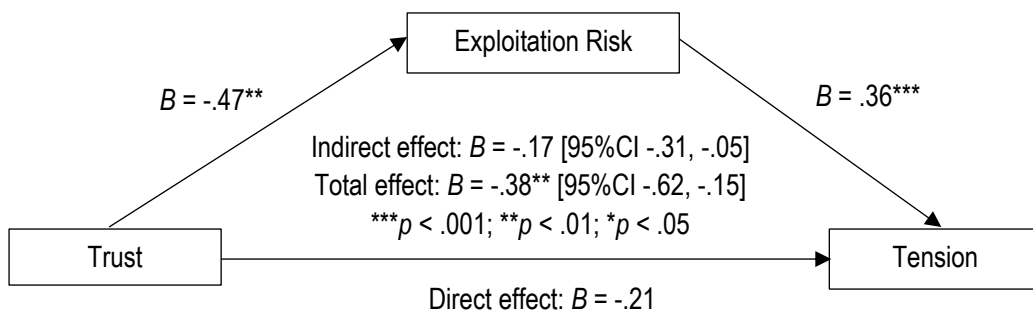 Exploitation Risk
B = -.47**
B = .36***
Indirect effect: B = -.17 [95%CI -.31, -.05]
Total effect: B = -.38** [95%CI -.62, -.15]
***p < .001; **p < .01; *p < .05
Trust
Tension
Direct effect: B = -.21